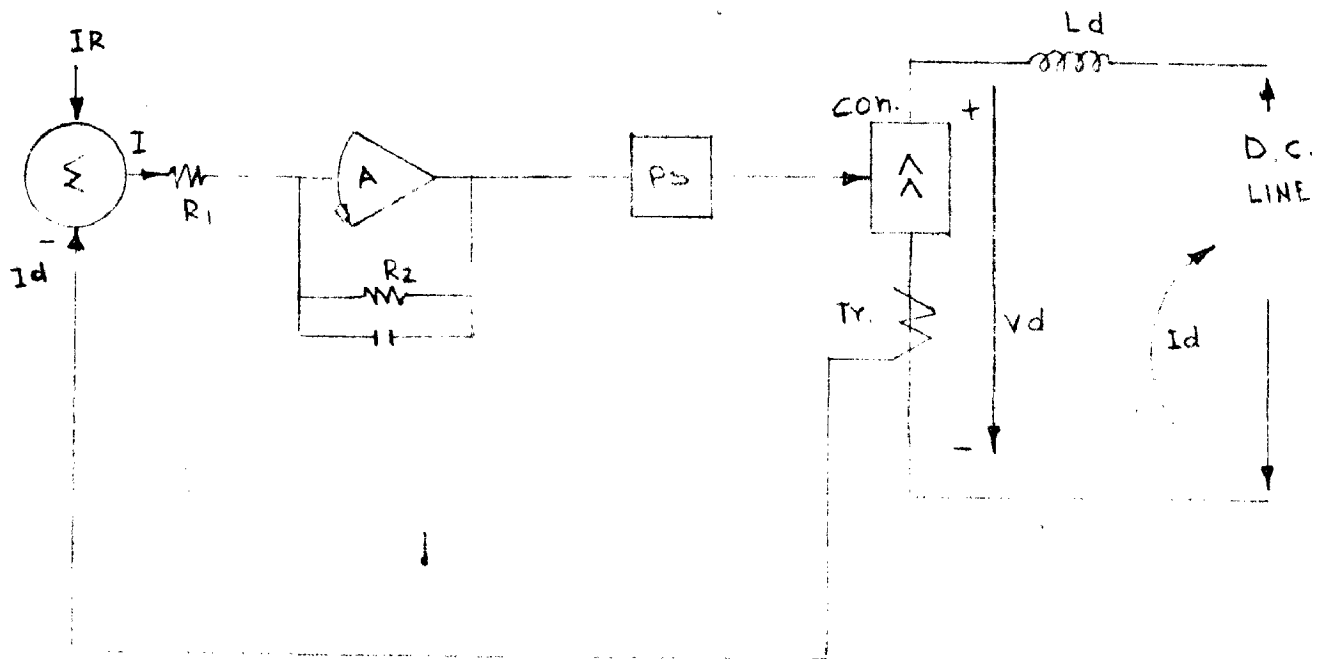 Ld
IR
con.
+
I
Σ
A
PS
D.C.
LINE
R1
-
Id
R2
Tr.
Vd
Id
-